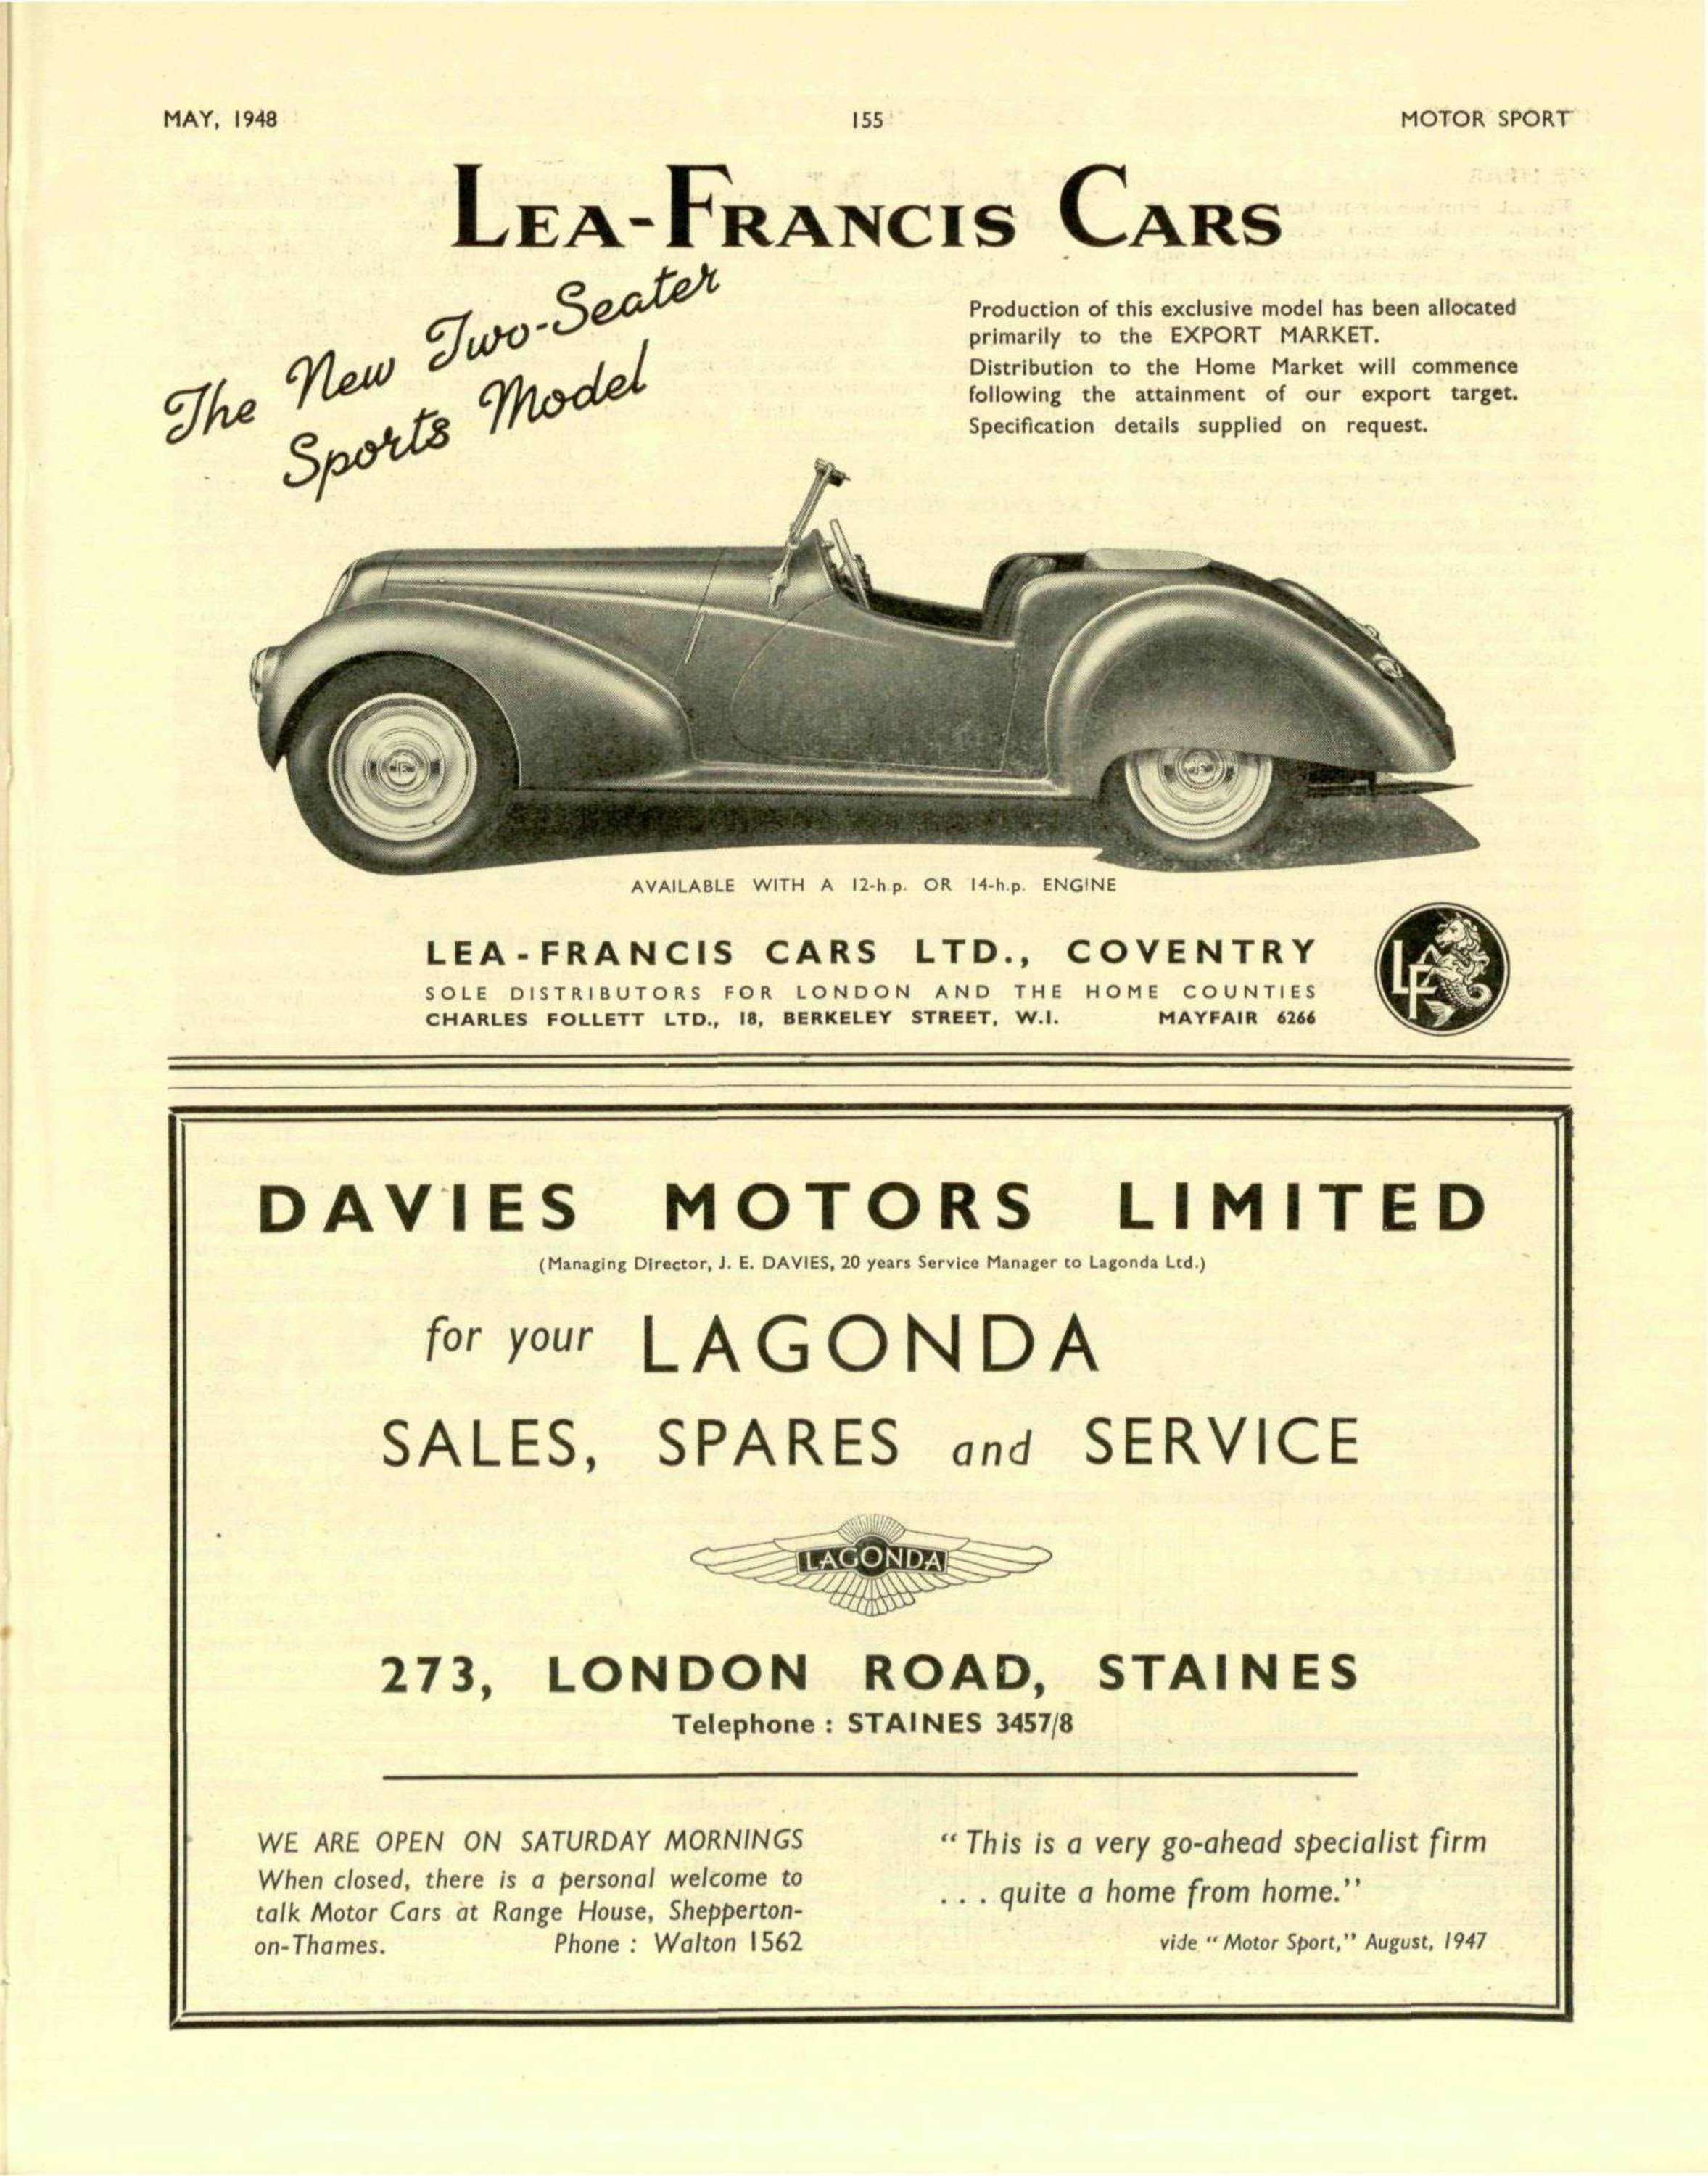 MAY, 1948
155
MOTOR SPORT
LEA-FRANCIS CARS
The New Two-Seater
Sports Model
Production of this exclusive model has been allocated
primarily to the EXPORT MARKET.
Distribution to the Home Market will commence
following the attainment of our export target.
Specification details supplied on request.
AVAILABLE WITH A 12-h.p. OR 14-h.p. ENGINE
LEA-FRANCIS CARS LTD., COVENTRY
SOLE DISTRIBUTORS FOR LONDON AND THE HOME COUNTIES
CHARLES FOLLETT LTD., 18, BERKELEY STREET, W.I. MAYFAIR 6266
LF
DAVIES MOTORS LIMITED
(Managing Director, J. E. DAVIES, 20 years Service Manager to Lagonda Ltd.)
for your LAGONDA
SALES, SPARES and SERVICE
LAGONDA
273, LONDON ROAD, STAINES
Telephone : STAINES 3457/8
WE ARE OPEN ON SATURDAY MORNINGS
When closed, there is a personal welcome to
talk Motor Cars at Range House, Shepperton-
on-Thames. Phone : Walton 1562
“ This is a very go-ahead specialist firm
. . . quite a home from home.”
vide “ Motor Sport,” August, 1947